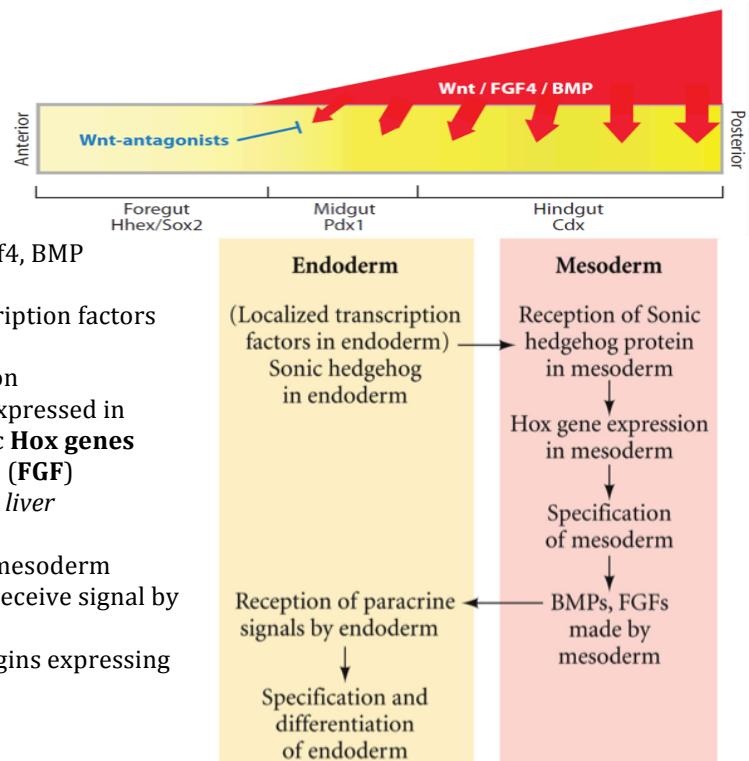 Wnt / FGF4 / BMP
Anterior
Wnt-antagonists
Posterior
Foregut
Hhex/Sox2
Midgut
Pdx1
Hindgut
Cdx
f4, BMP
ription factors
on
xpressed in
c Hox genes
(FGF)
liver
mesoderm
receive signal by
gins expressing
Endoderm
(Localized transcription
factors in endoderm)
Sonic hedgehog
in endoderm
Reception of paracrine
signals by endoderm
Specification and
differentiation
of endoderm
Mesoderm
Reception of Sonic
hedgehog protein
in mesoderm
Hox gene expression
in mesoderm
Specification
of mesoderm
BMPs, FGFs
made by
mesoderm